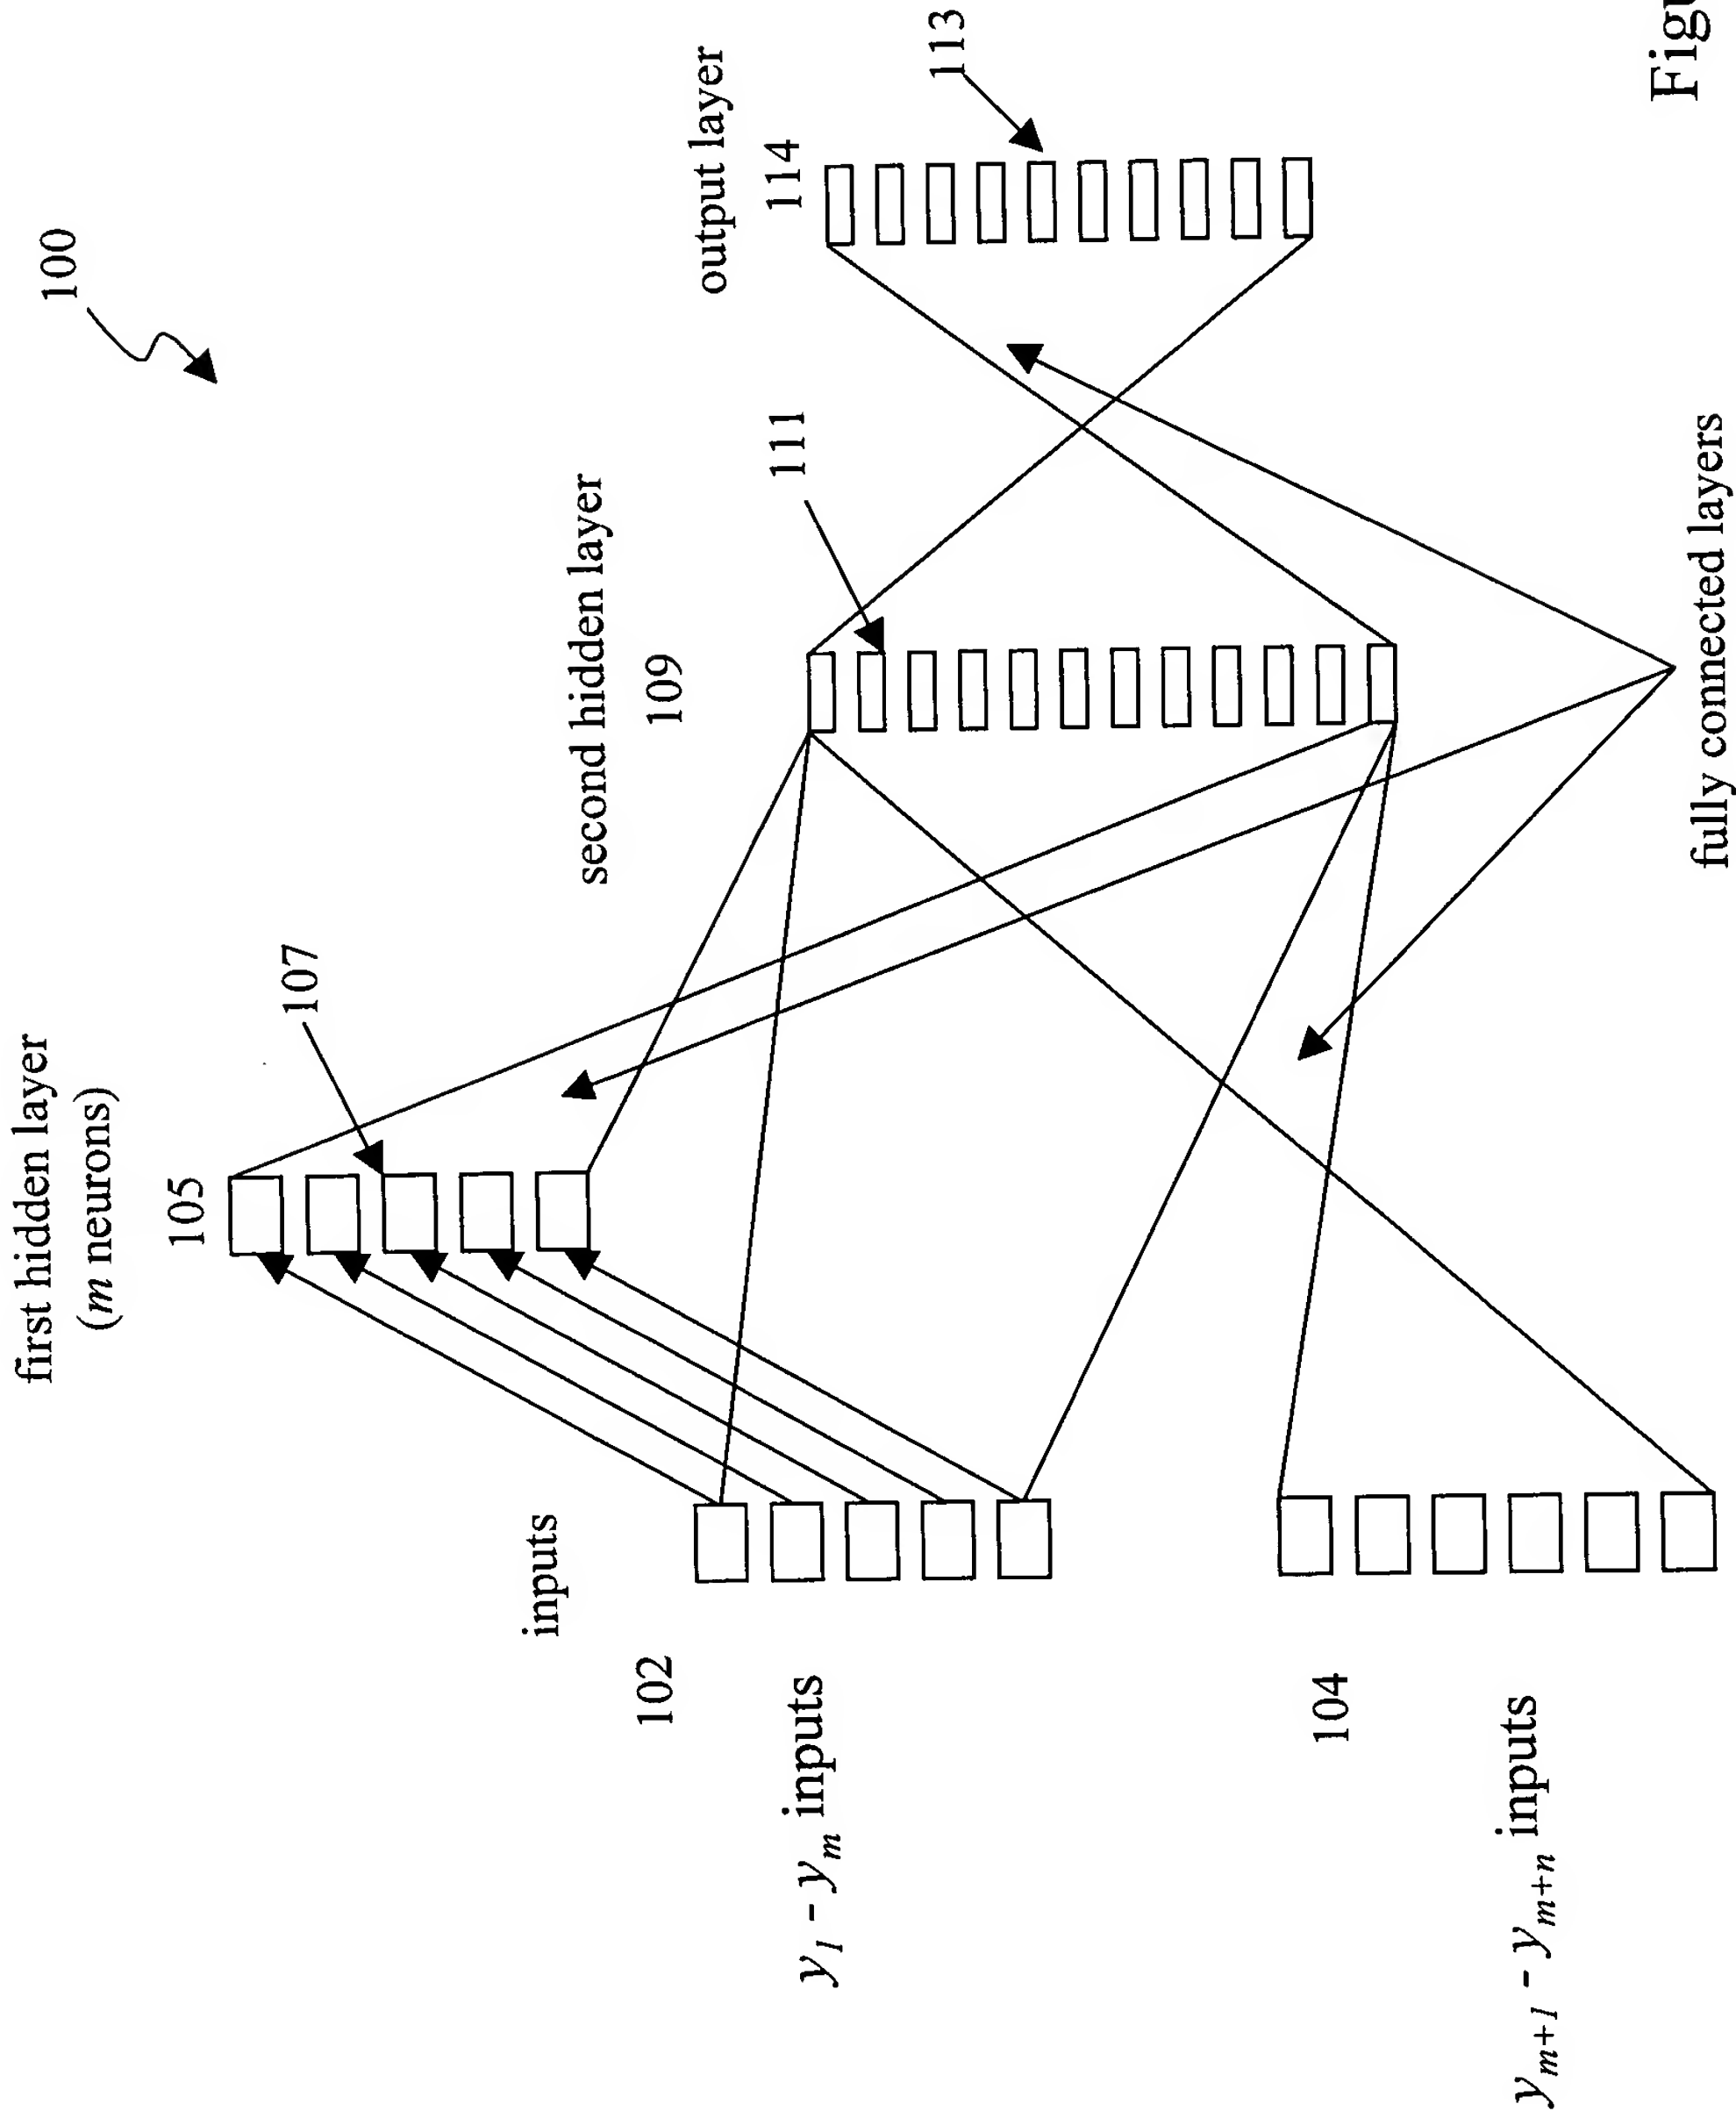 100
first hidden layer
(m neurons)
105
107
second hidden layer
109
111
output layer
114
113
inputs
102
y1 - ym inputs
104
ym+1 - ym+n inputs
fully connected layers